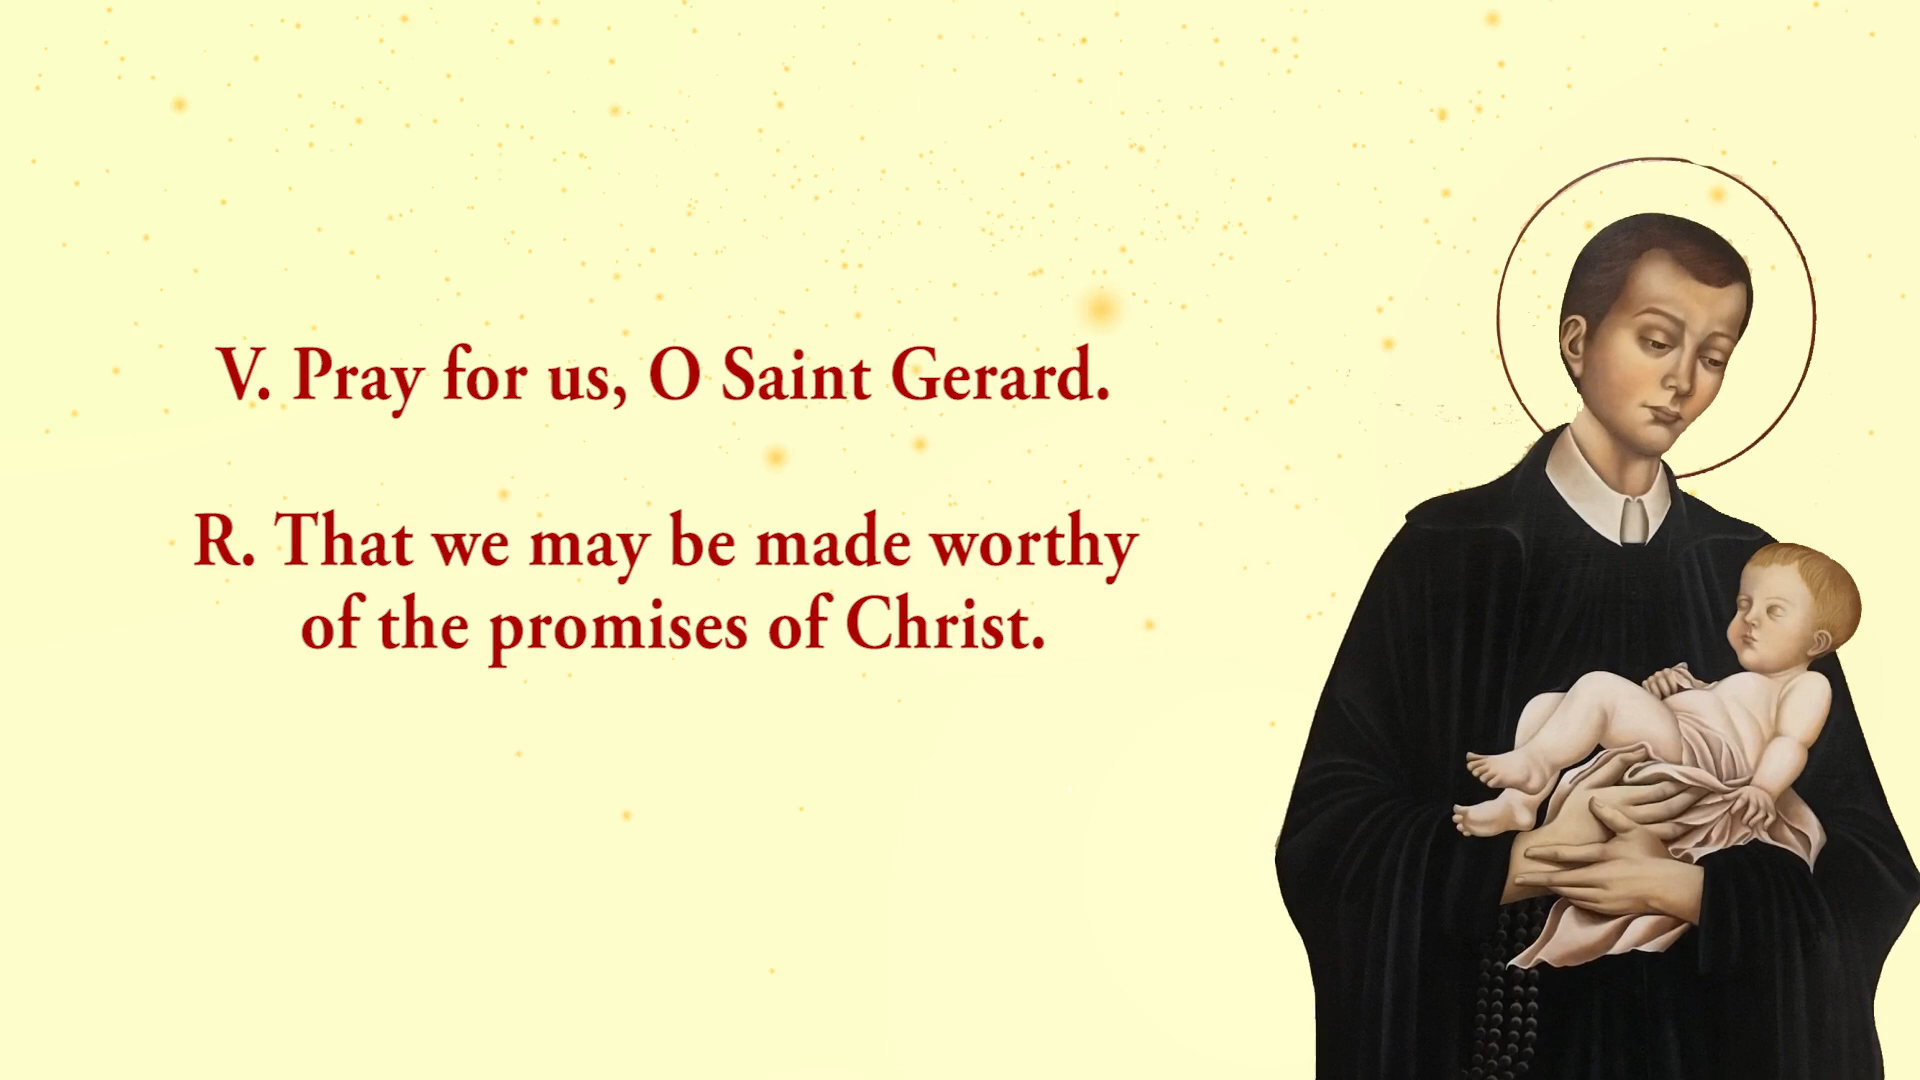 V. Pray for us, O Saint Gerard.
R. That we may be made worthy
of the promises of Christ.